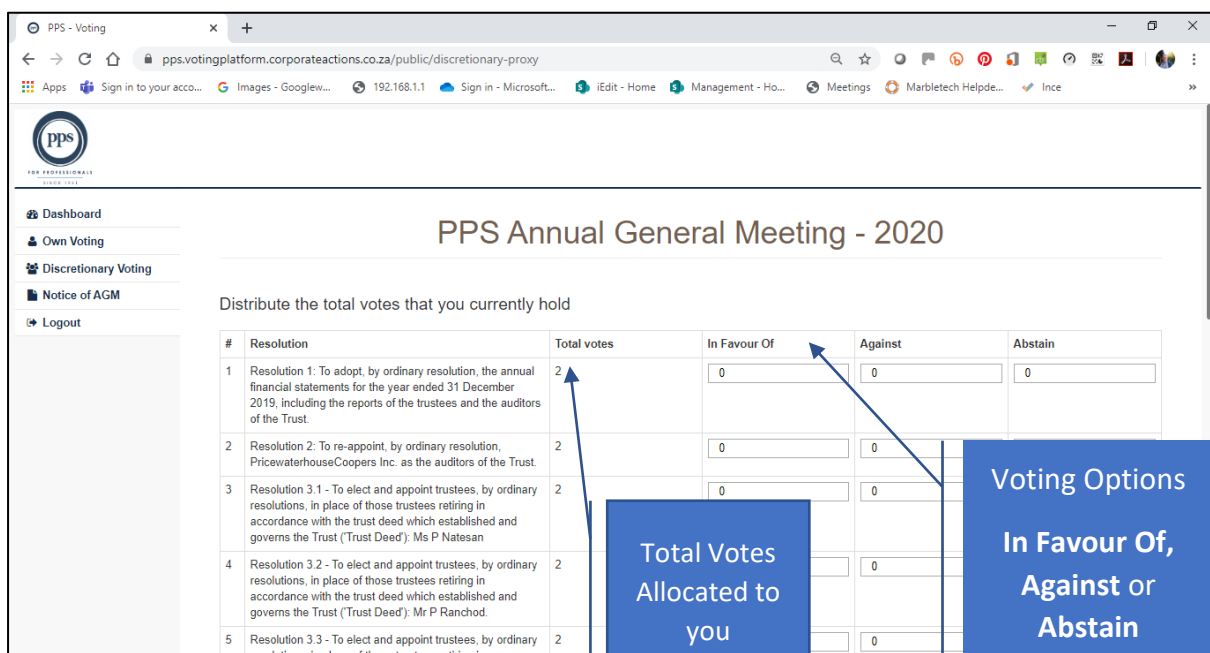 PPS - Voting
pps.votingplatform.corporateactions.co.za/public/discretionary-proxy
Apps Sign in to your acco... Images - Googlew... 192.168.1.1 Sign in - Microsoft... iEdit - Home Management - Ho... Meetings Marbletech Helpde... Ince »
pps
FOR PROFESSIONALS
SINCE 1941
Dashboard
Own Voting
Discretionary Voting
Notice of AGM
Logout
PPS Annual General Meeting - 2020
Distribute the total votes that you currently hold
# Resolution Total votes In Favour Of Against Abstain
1 Resolution 1: To adopt, by ordinary resolution, the annual 2 0 0 0
financial statements for the year ended 31 December
2019, including the reports of the trustees and the auditors
of the Trust.
2 Resolution 2: To re-appoint, by ordinary resolution, 2 0 0
PricewaterhouseCoopers Inc. as the auditors of the Trust.
3 Resolution 3.1 - To elect and appoint trustees, by ordinary 2 0 0
resolutions, in place of those trustees retiring in
accordance with the trust deed which established and
governs the Trust ('Trust Deed'): Ms P Natesan
4 Resolution 3.2 - To elect and appoint trustees, by ordinary 2 0
resolutions, in place of those trustees retiring in
accordance with the trust deed which established and
governs the Trust ('Trust Deed'): Mr P Ranchod.
5 Resolution 3.3 - To elect and appoint trustees, by ordinary 2 0
Total Votes
Allocated to
you
Voting Options
In Favour Of,
Against or
Abstain